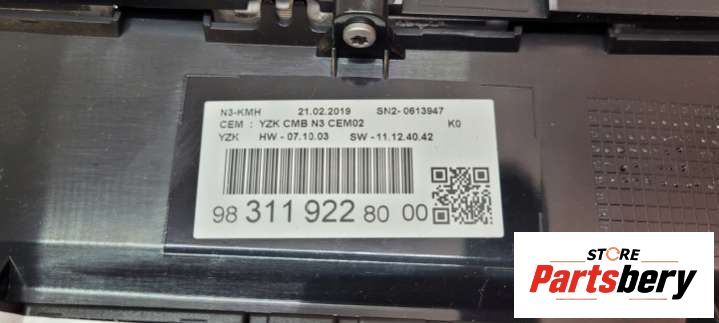 N3-KMH 21.02.2019 SN2-0613947
CEM : YZK CMB N3 CEM02 K0
YZK HW - 07.10.03 SW - 11.12.40.42
98 311 922 80 00
STORE
Partsbery